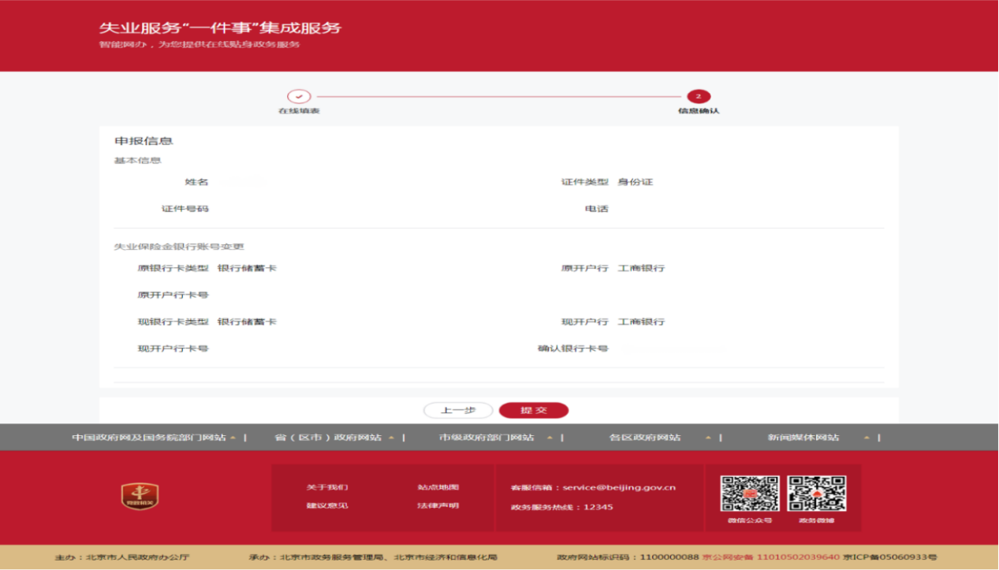 失业服务“一件事”集成服务
智能网办，为您提供在线贴身政务服务
2
在线填表 信息确认
申报信息
基本信息
姓名 证件类型 身份证
证件号码 电话
失业保险金银行账号变更
原银行卡类型 银行储蓄卡 原开户行 工商银行
原开户行卡号
现银行卡类型 银行储蓄卡 现开户行 工商银行
现开户行卡号 确认银行卡号
上一步 提 交
中国政府网及国务院部门网站 | 省（区市）政府网站 | 市级政府部门网站 | 各区政府网站 | 新闻媒体网站 |
党政机关
关于我们 站点地图 客服信箱：service@beijing.gov.cn
建议意见 法律声明 政务服务热线：12345
微信公众号 政务微博
主办：北京市人民政府办公厅 承办：北京市政务服务管理局、北京市经济和信息化局 政府网站标识码：1100000088 京公网安备 11010502039640 京ICP备05060933号